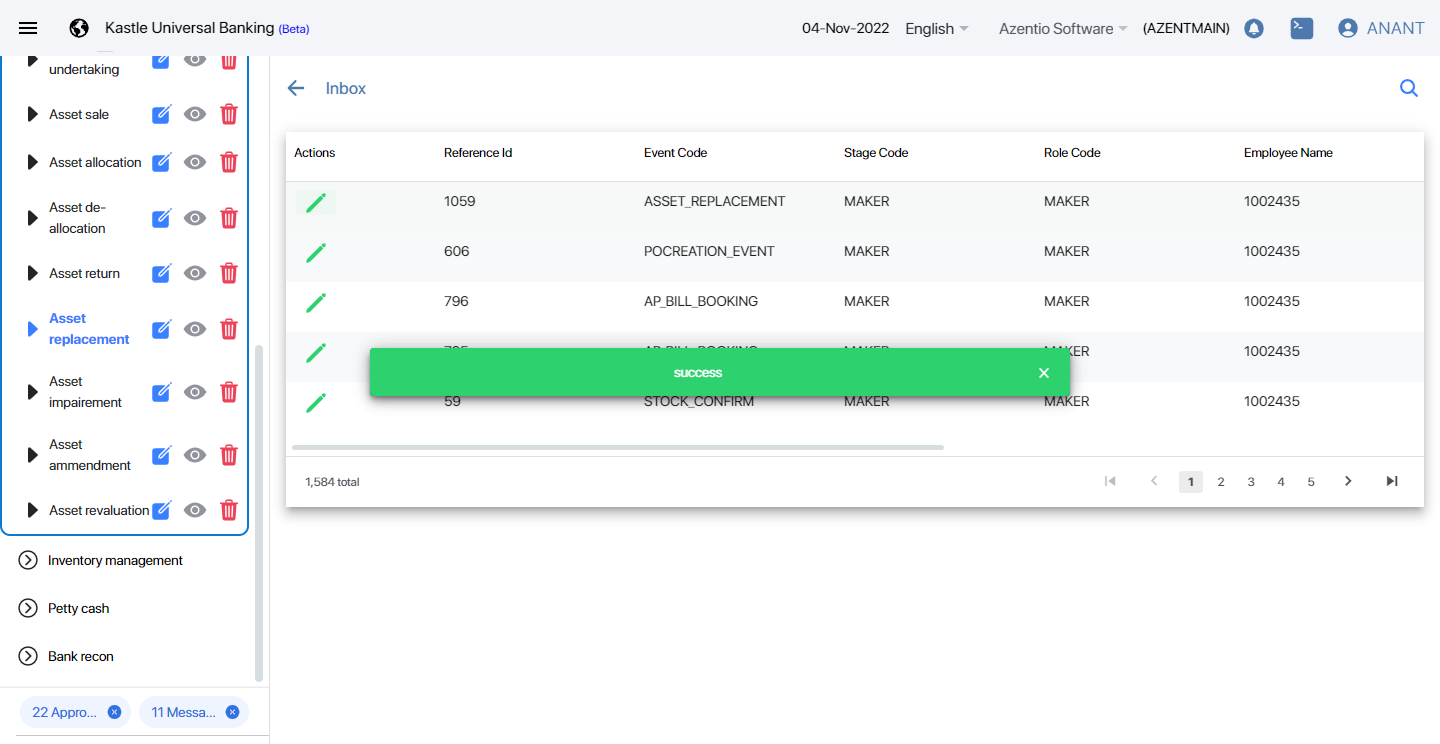 Kastle Universal Banking (Beta)
04-Nov-2022
English
Azentio Software
(AZENTMAIN)
ANANT
undertaking
Asset sale
Asset allocation
Asset de-
allocation
Asset return
Asset
replacement
Asset
impairement
Asset
ammendment
Asset revaluation
Inventory management
Petty cash
Bank recon
22 Appro...
11 Messa...
Inbox
Actions Reference Id Event Code Stage Code Role Code Employee Name
1059 ASSET_REPLACEMENT MAKER MAKER 1002435
606 POCREATION_EVENT MAKER MAKER 1002435
796 AP_BILL_BOOKING MAKER MAKER 1002435
AP_BILL_BOOKING MAKER MAKER 1002435
success
59 STOCK_CONFIRM MAKER MAKER 1002435
1,584 total
1 2 3 4 5